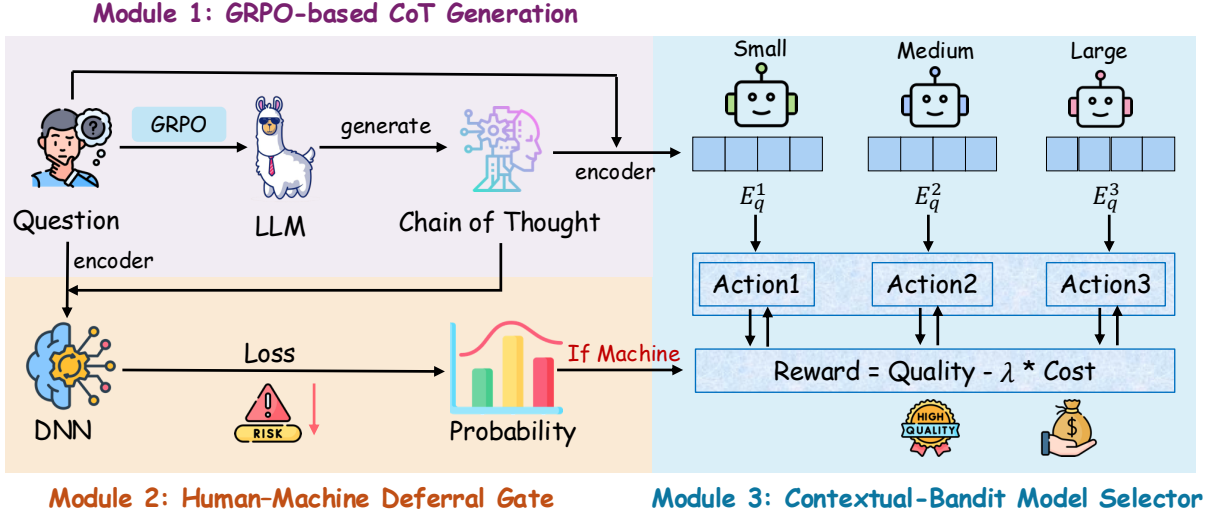 Module 1: GRPO-based CoT Generation
Small Medium Large
GRPO
generate
encoder
Question
LLM
Chain of Thought
encoder
?
$E_q^1$ $E_q^2$ $E_q^3$
Action1 Action2 Action3
DNN
Loss
RISK
Probability
If Machine
Reward = Quality - λ * Cost
HIGH
QUALITY
$
Module 2: Human–Machine Deferral Gate
Module 3: Contextual-Bandit Model Selector